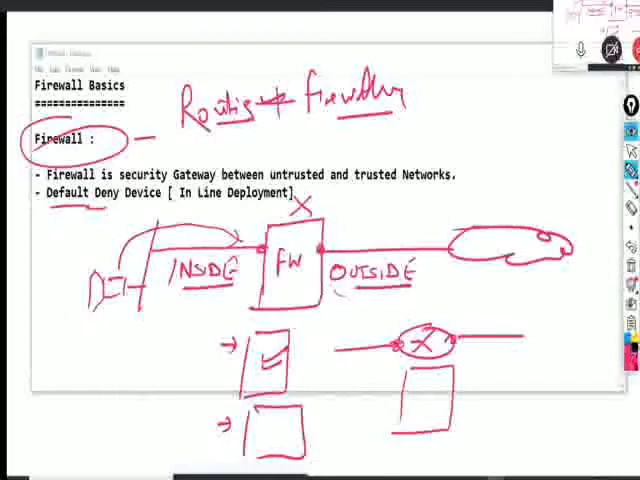 Firewall Basics
===============
Routig + Firewalling
Firewall :
- Firewall is security Gateway between untrusted and trusted Networks.
- Default Deny Device [ In Line Deployment]
X
INSIDE
FW
OUTSIDE